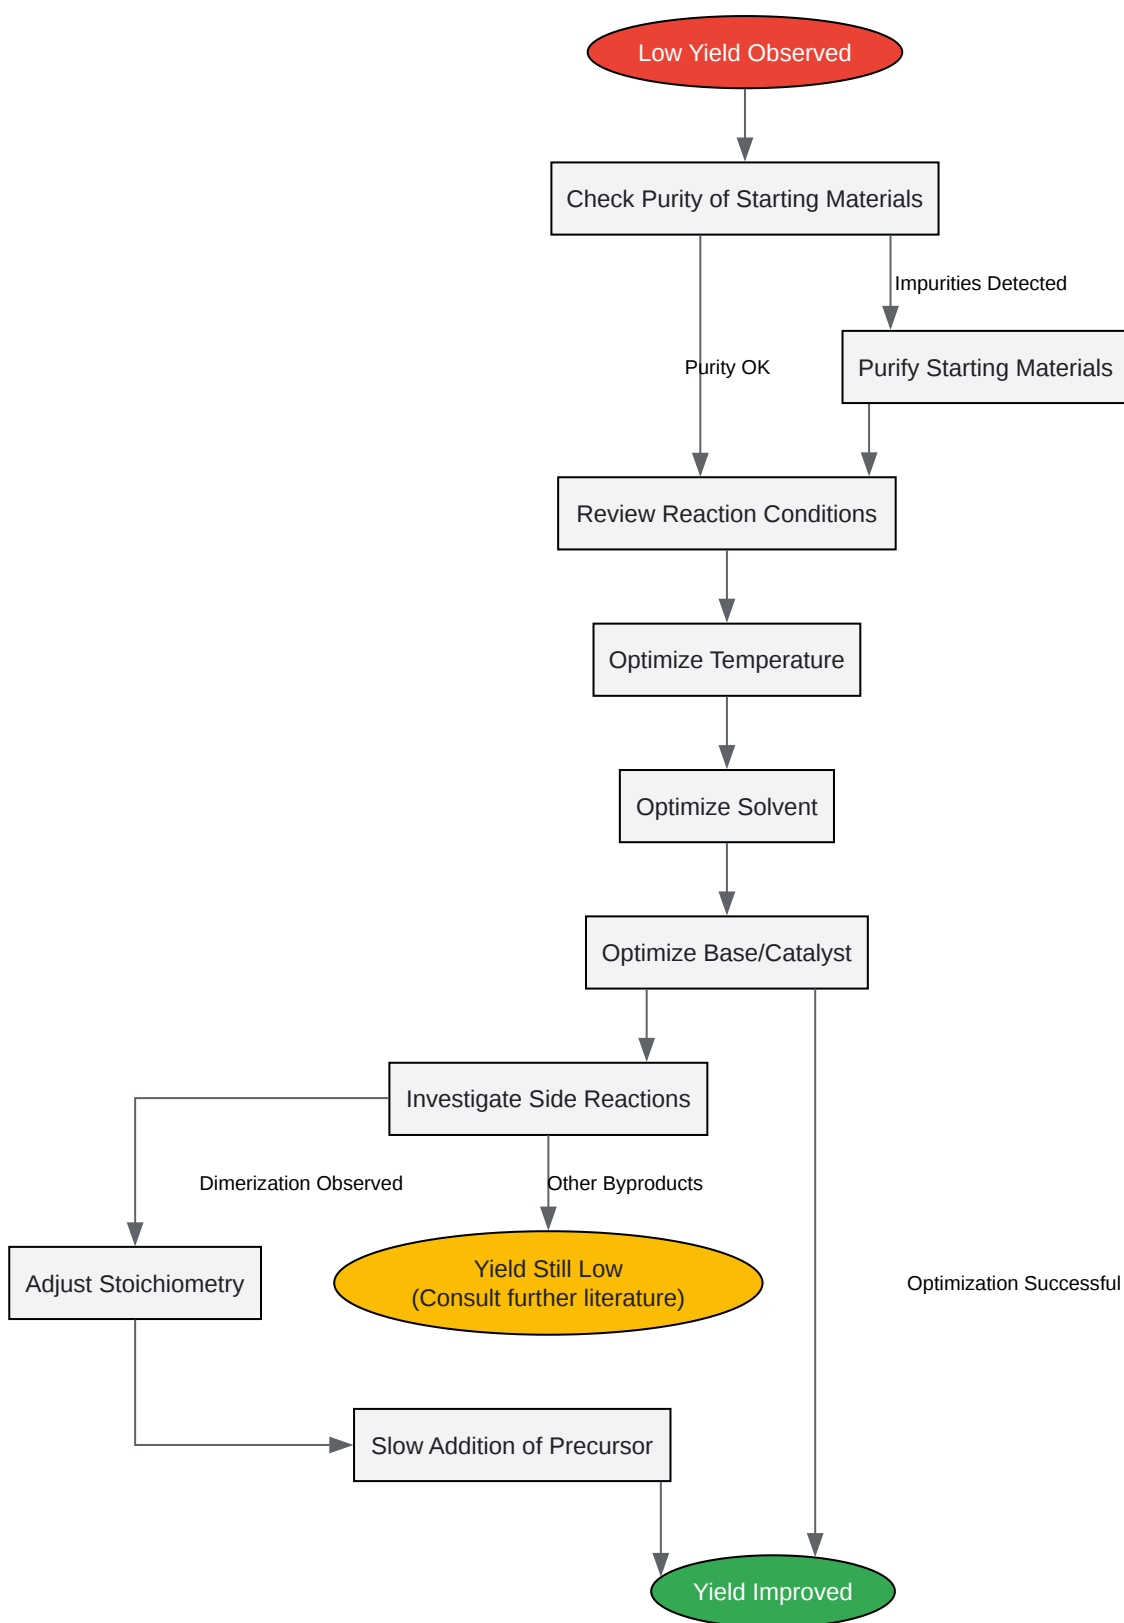 Low Yield Observed
Check Purity of Starting Materials
Impurities Detected
Purity OK
Purify Starting Materials
Review Reaction Conditions
Optimize Temperature
Optimize Solvent
Optimize Base/Catalyst
Investigate Side Reactions
Dimerization Observed
Other Byproducts
Adjust Stoichiometry
Yield Still Low
(Consult further literature)
Optimization Successful
Slow Addition of Precursor
Yield Improved